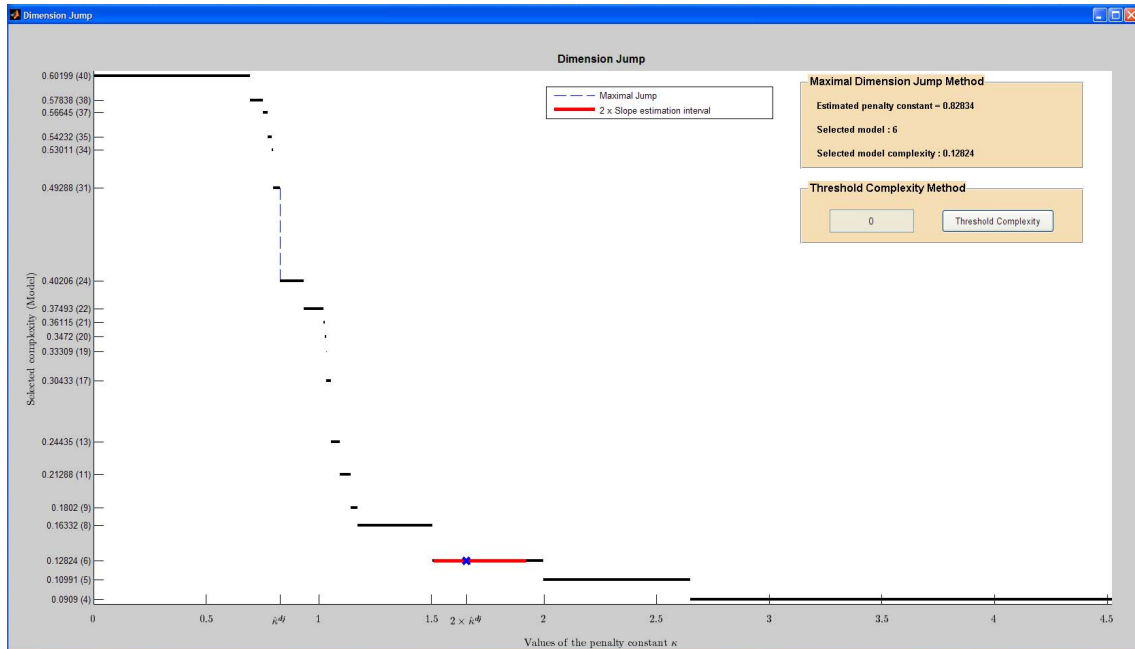 Dimension Jump
Dimension Jump
0.60199 (40)
0.57838 (38)
0.56645 (37)
0.54232 (35)
0.53011 (34)
0.49288 (31)
0.40206 (24)
0.37493 (22)
0.36115 (21)
0.3472 (20)
0.33309 (19)
0.30433 (17)
0.24435 (13)
0.21288 (11)
0.1802 (9)
0.16332 (8)
0.12824 (6)
0.10991 (5)
0.0909 (4)
Selected complexity (Model)
Maximal Jump
2 x Slope estimation interval
Maximal Dimension Jump Method
Estimated penalty constant = 0.82834
Selected model : 6
Selected model complexity : 0.12824
Threshold Complexity Method
0 Threshold Complexity
0 0.5 κ̂^dj 1 1.5 2 × κ̂^dj 2 2.5 3 3.5 4 4.5
Values of the penalty constant κ